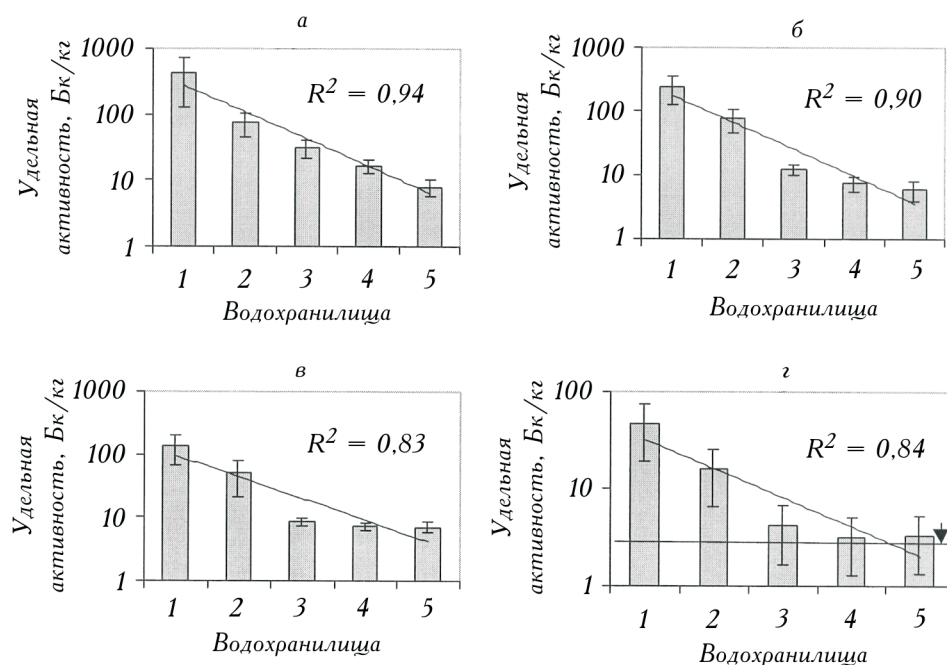 а
Удельная
активность, Бк/кг
1000
100
10
1
R² = 0,94
1 2 3 4 5
Водохранилища
б
Удельная
активность, Бк/кг
1000
100
10
1
R² = 0,90
1 2 3 4 5
Водохранилища
в
Удельная
активность, Бк/кг
1000
100
10
1
R² = 0,83
1 2 3 4 5
Водохранилища
г
Удельная
активность, Бк/кг
100
10
1
R² = 0,84
1 2 3 4 5
Водохранилища